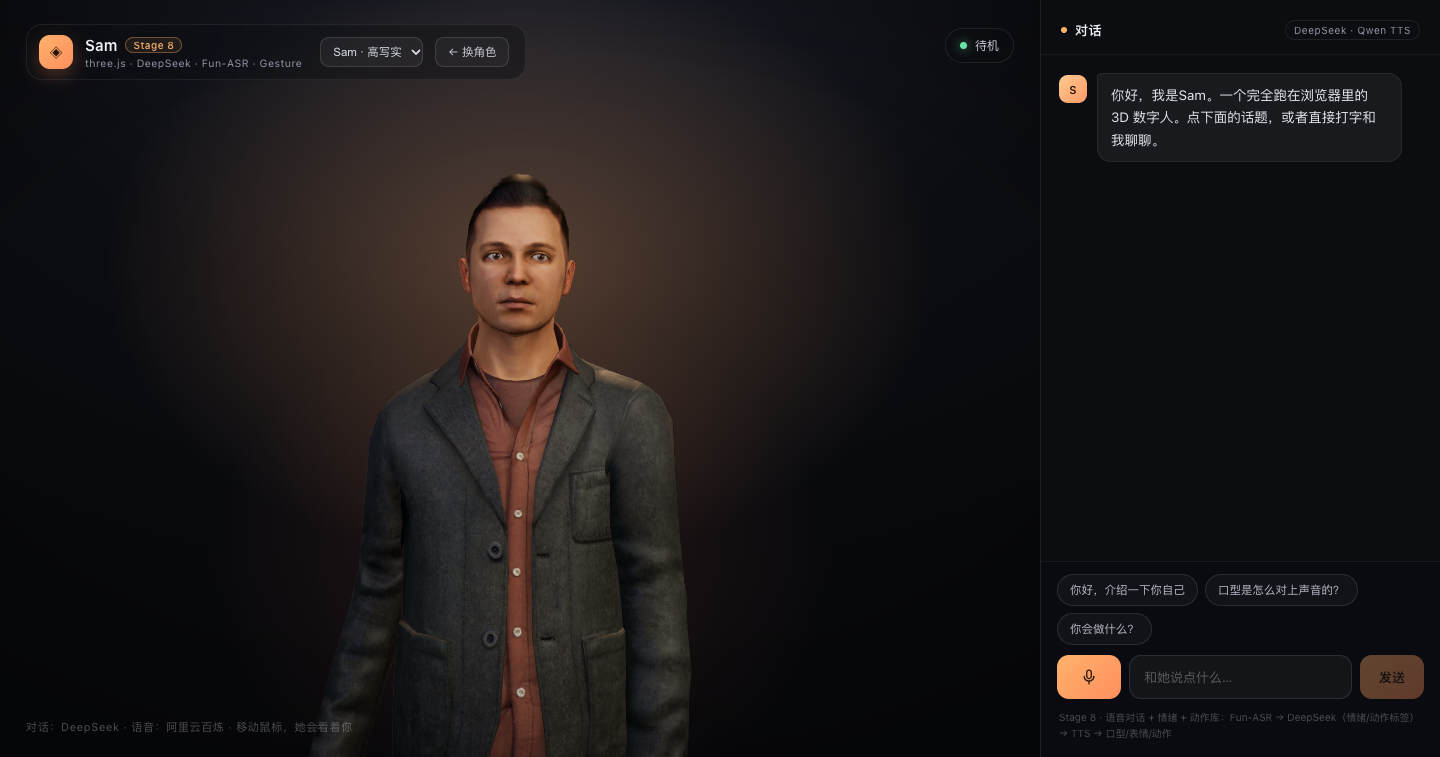 Sam Stage 8
three.js · DeepSeek · Fun-ASR · Gesture
Sam · 高写实
← 换角色
待机
对话
DeepSeek · Qwen TTS
S
你好，我是Sam。一个完全跑在浏览器里的
3D 数字人。点下面的话题，或者直接打字和
我聊聊。
你好，介绍一下你自己
口型是怎么对上声音的？
你会做什么？
和她说点什么...
发送
Stage 8 · 语音对话 + 情绪 + 动作库：Fun-ASR → DeepSeek（情绪/动作标签）
→ TTS → 口型/表情/动作
对话：DeepSeek · 语音：阿里云百炼 · 移动鼠标，她会看着你